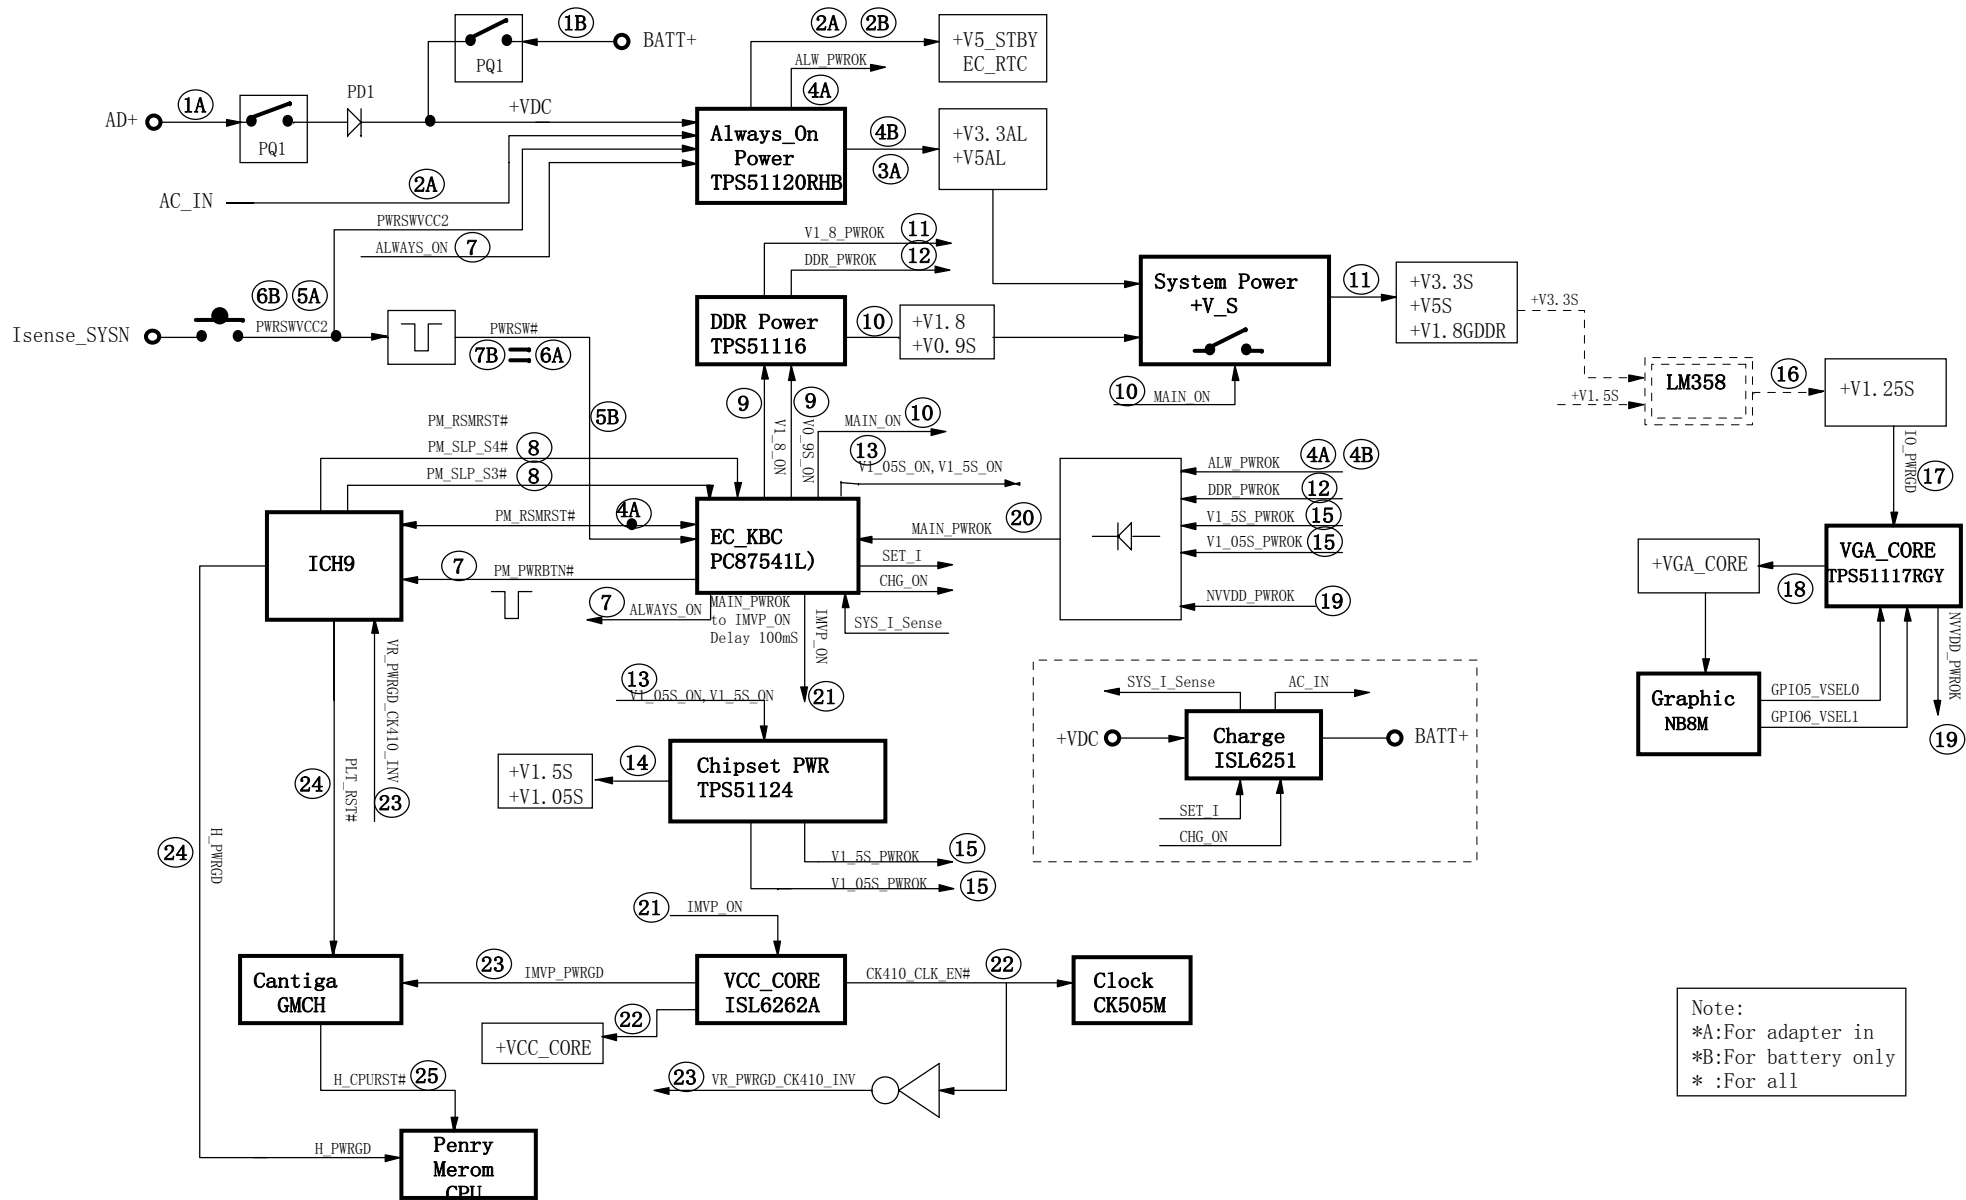 1B
BATT+
PQ1
2A 2B
ALW_PWROK
4A
+V5_STBY
EC_RTC
AD+
1A
PQ1
PD1
+VDC
Always_On
Power
TPS51120RHB
4B
3A
+V3.3AL
+V5AL
AC_IN
2A
PWRSWVCC2
ALWAYS_ON 7
V1_8_PWROK 11
DDR_PWROK 12
Isense_SYSN
6B 5A
PWRSWVCC2
PWRSW#
7B 6A
DDR Power
TPS51116
10
+V1.8
+V0.9S
System Power
+V_S
11
+V3.3S
+V5S
+V1.8GDDR
+V3.3S
10 MAIN_ON
LM358
+V1.5S
16
+V1.25S
5B
9
9
V1_8_ON
V0_9S_ON
MAIN_ON 10
13
V1_05S_ON,V1_5S_ON
PM_RSMRST#
PM_SLP_S4# 8
PM_SLP_S3# 8
PM_RSMRST# 4A
7 PM_PWRBTN#
ICH9
EC_KBC
PC87541L)
MAIN_PWROK 20
SET_I
CHG_ON
SYS_I_Sense
ALW_PWROK 4A 4B
DDR_PWROK 12
V1_5S_PWROK 15
V1_05S_PWROK 15
NVVDD_PWROK 19
IO_PWRGD
17
VGA_CORE
TPS51117RGY
+VGA_CORE
18
NVVDD_PWROK
19
Graphic
NB8M
GPIO5_VSEL0
GPIO6_VSEL1
7 ALWAYS_ON
MAIN_PWROK
to IMVP_ON
Delay 100mS
IMVP_ON
21
VR_PWRGD_CK410_INV
23
PLT_RST#
24
H_PWRGD
24
13
V1_05S_ON,V1_5S_ON
Chipset PWR
TPS51124
14
+V1.5S
+V1.05S
V1_5S_PWROK 15
V1_05S_PWROK 15
SYS_I_Sense
AC_IN
+VDC
Charge
ISL6251
BATT+
SET_I
CHG_ON
21 IMVP_ON
Cantiga
GMCH
23
IMVP_PWRGD
VCC_CORE
ISL6262A
CK410_CLK_EN# 22
Clock
CK505M
22
+VCC_CORE
23 VR_PWRGD_CK410_INV
H_CPURST# 25
H_PWRGD
Penry
Merom
CPU
Note:
*A:For adapter in
*B:For battery only
* :For all